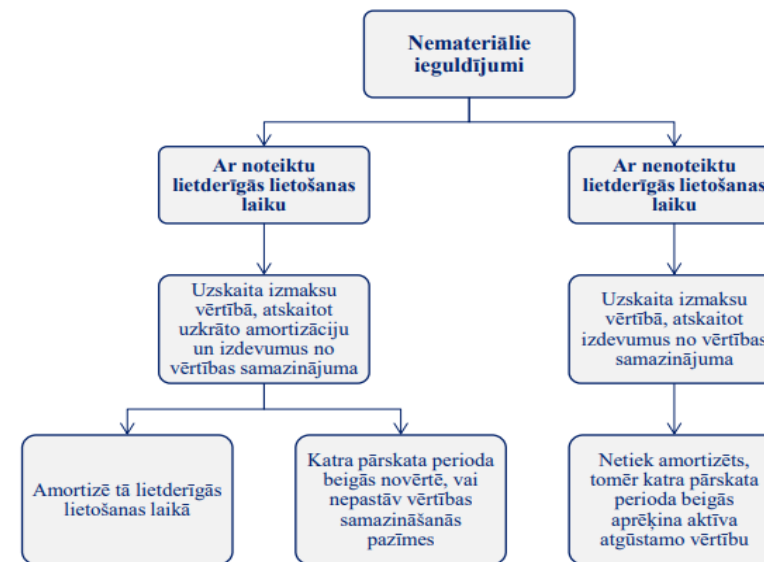 Nemateriālie
ieguldījumi
Ar noteiktu
lietderīgās lietošanas
laiku
Ar nenoteiktu
lietderīgās lietošanas
laiku
Uzskaita izmaksu
vērtībā, atskaitot
uzkrāto amortizāciju
un izdevumus no
vērtības samazinājuma
Uzskaita izmaksu
vērtībā, atskaitot
izdevumus no vērtības
samazinājuma
Amortizē tā lietderīgās
lietošanas laikā
Katra pārskata perioda
beigās novērtē, vai
nepastāv vērtības
samazināšanās
pazīmes
Netiek amortizēts,
tomēr katra pārskata
perioda beigās
aprēķina aktīva
atgūstamo vērtību